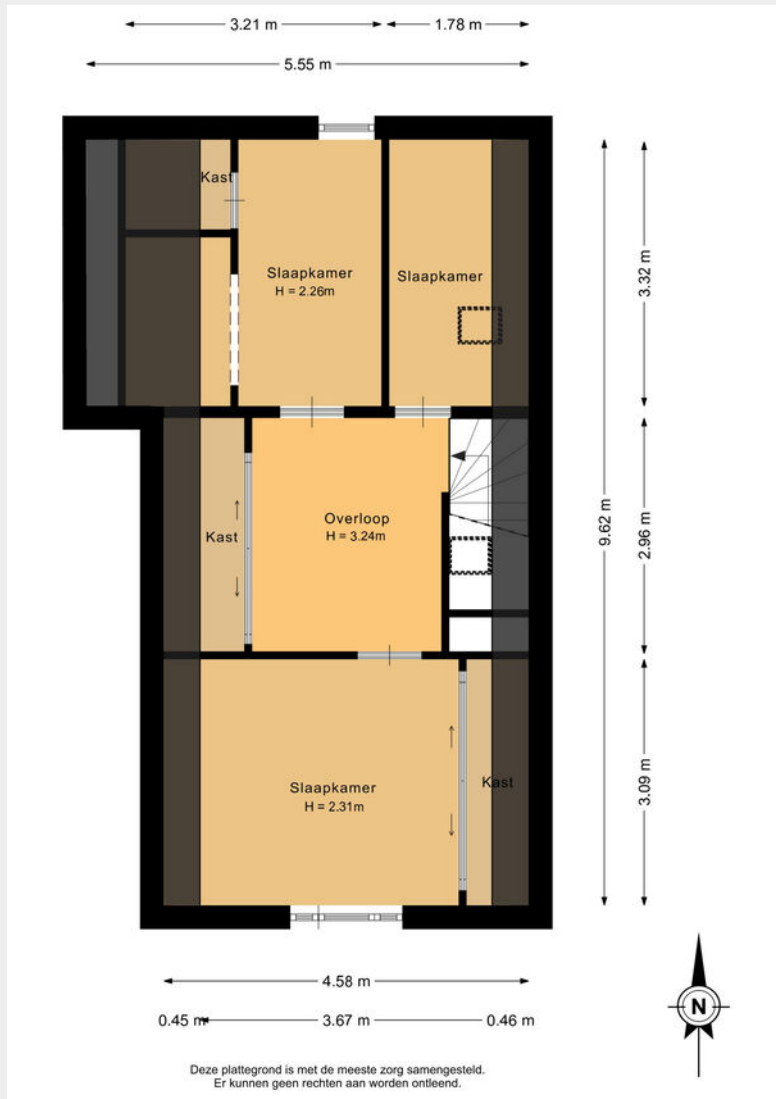 3.21 m
1.78 m
5.55 m
Kast
Slaapkamer
H = 2.26m
Slaapkamer
3.32 m
9.62 m
Overloop
H = 3.24m
Kast
2.96 m
Slaapkamer
H = 2.31m
Kast
3.09 m
4.58 m
0.45 m
3.67 m
0.46 m
N
Deze plattegrond is met de meeste zorg samengesteld.
Er kunnen geen rechten aan worden ontleend.